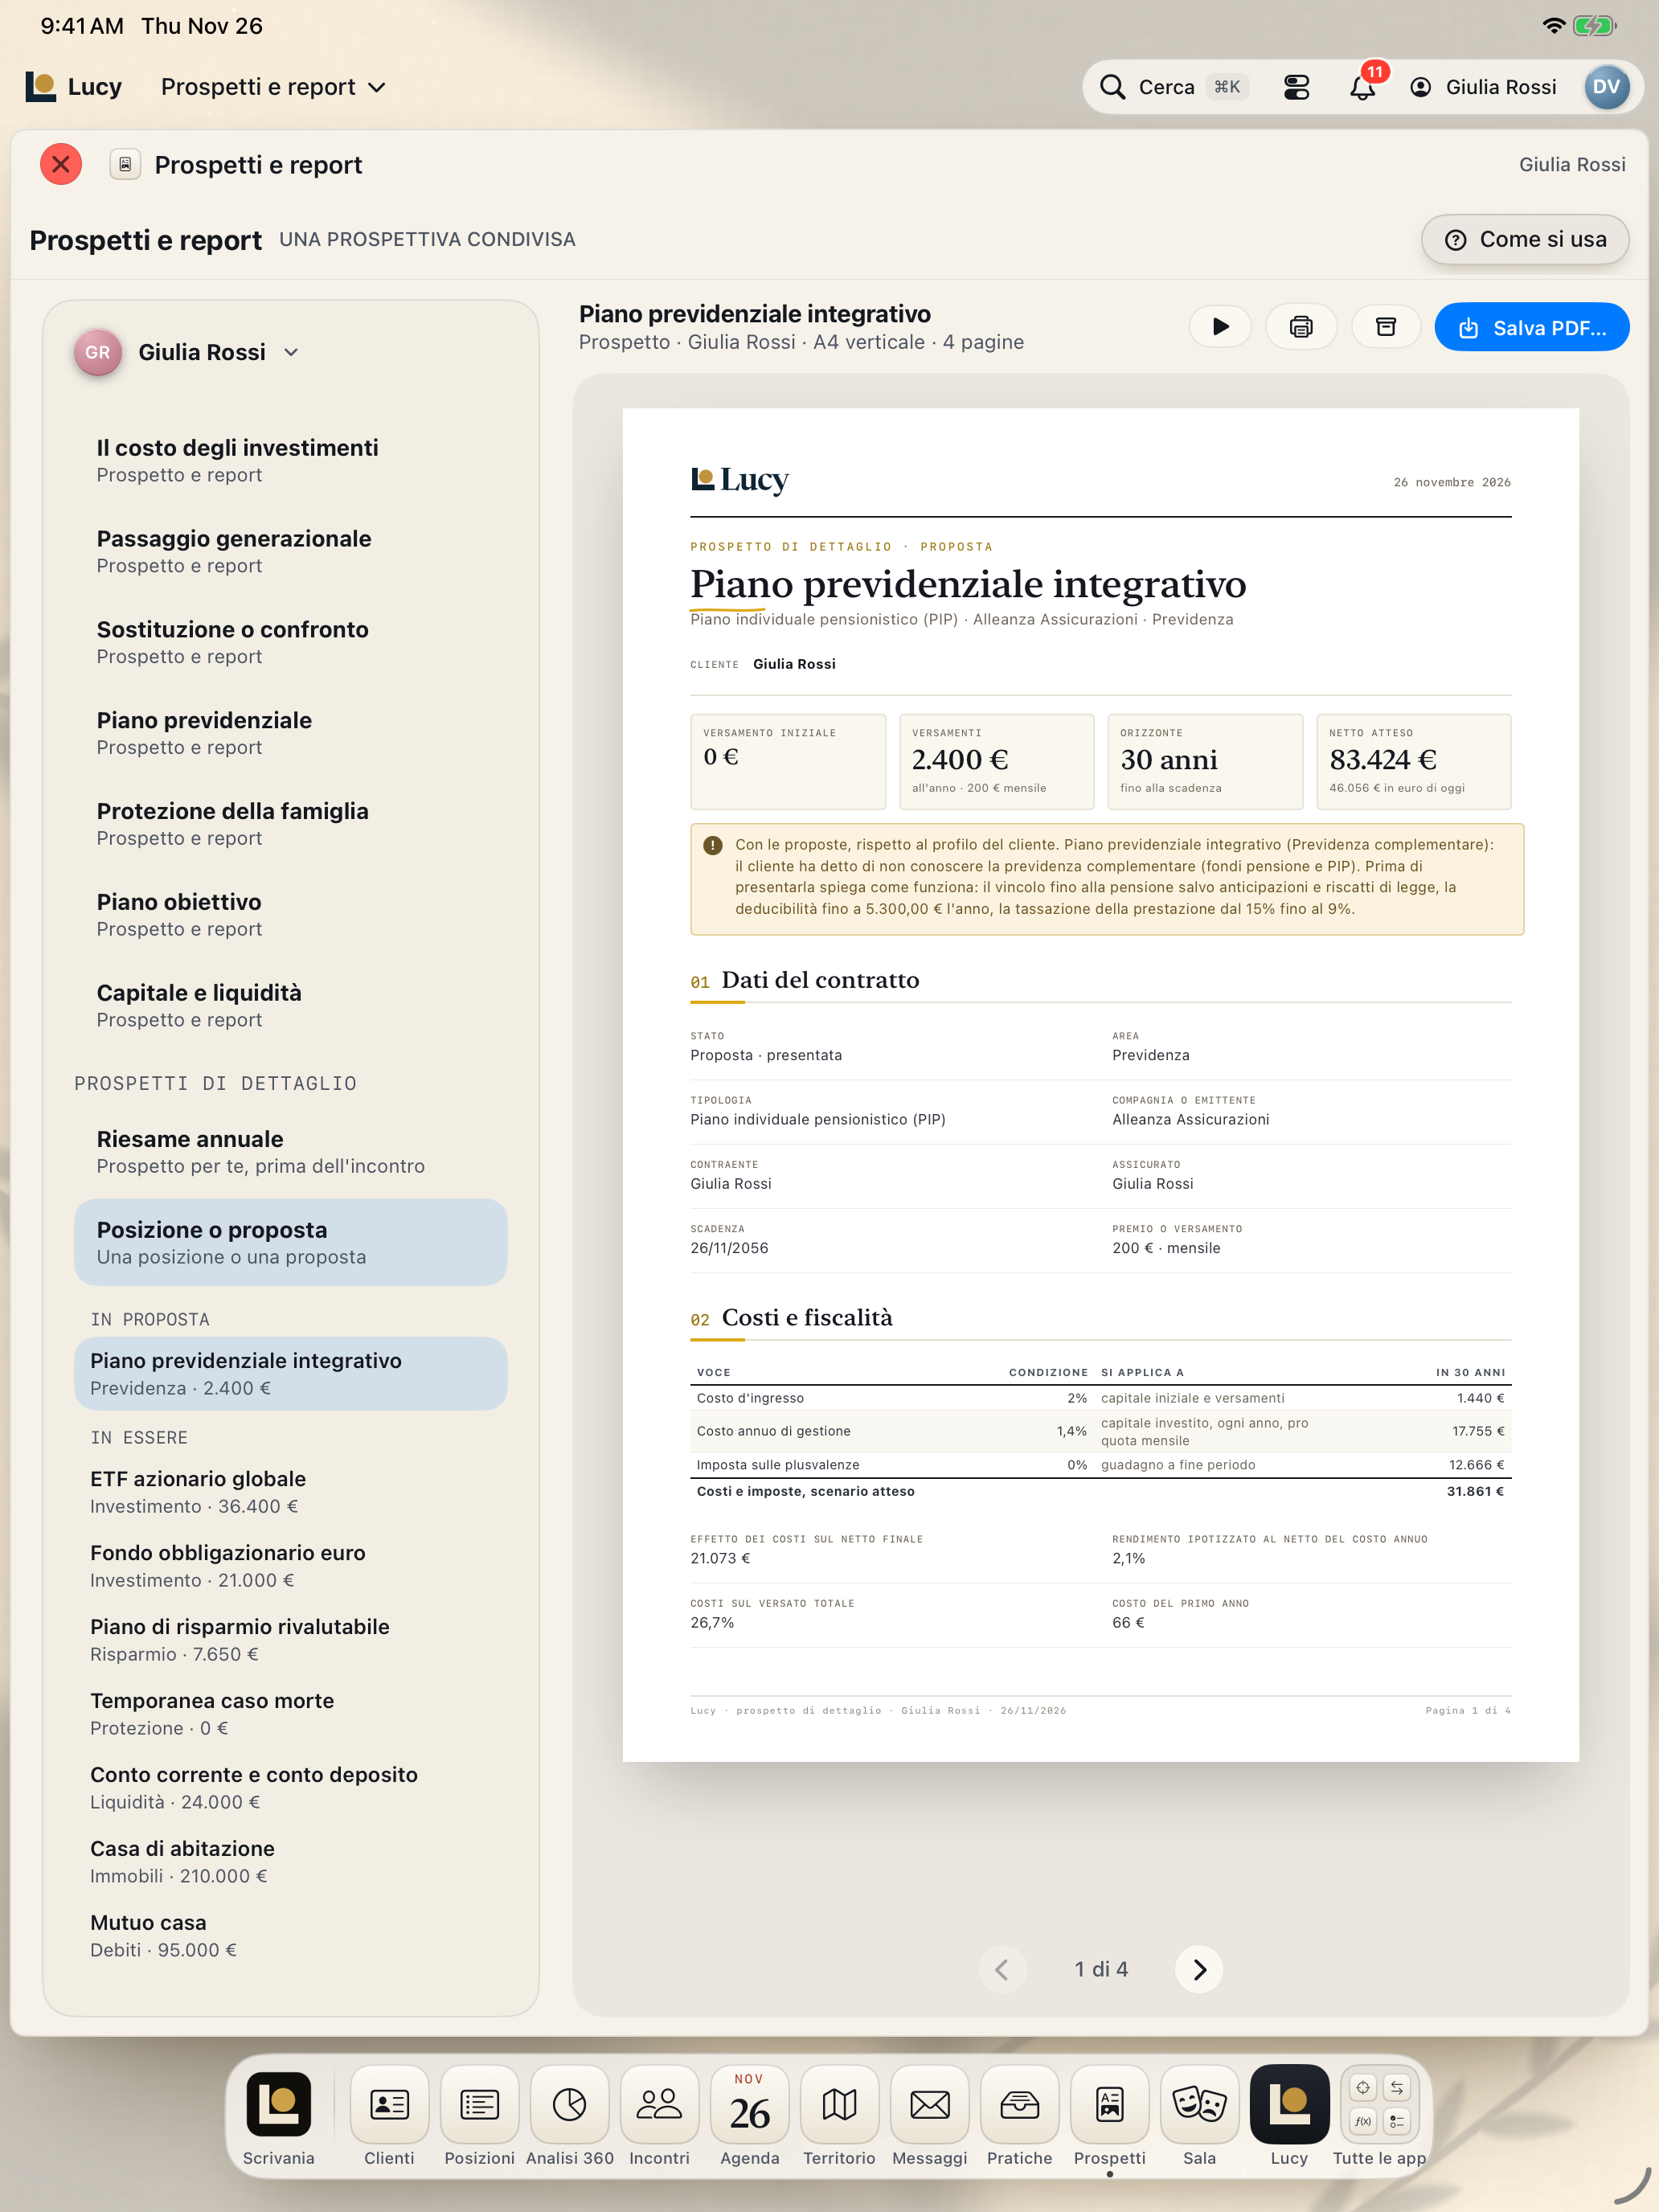 9:41 AM Thu Nov 26
Lucy Prospetti e report
Cerca ⌘K 11 Giulia Rossi DV
Prospetti e report Giulia Rossi
Prospetti e report UNA PROSPETTIVA CONDIVISA Come si usa
GR Giulia Rossi
Il costo degli investimenti
Prospetto e report
Passaggio generazionale
Prospetto e report
Sostituzione o confronto
Prospetto e report
Piano previdenziale
Prospetto e report
Protezione della famiglia
Prospetto e report
Piano obiettivo
Prospetto e report
Capitale e liquidità
Prospetto e report
PROSPETTI DI DETTAGLIO
Riesame annuale
Prospetto per te, prima dell'incontro
Posizione o proposta
Una posizione o una proposta
IN PROPOSTA
Piano previdenziale integrativo
Previdenza · 2.400 €
IN ESSERE
ETF azionario globale
Investimento · 36.400 €
Fondo obbligazionario euro
Investimento · 21.000 €
Piano di risparmio rivalutabile
Risparmio · 7.650 €
Temporanea caso morte
Protezione · 0 €
Conto corrente e conto deposito
Liquidità · 24.000 €
Casa di abitazione
Immobili · 210.000 €
Mutuo casa
Debiti · 95.000 €
Piano previdenziale integrativo
Prospetto · Giulia Rossi · A4 verticale · 4 pagine
Salva PDF...
Lucy 26 novembre 2026
PROSPETTO DI DETTAGLIO · PROPOSTA
Piano previdenziale integrativo
Piano individuale pensionistico (PIP) · Alleanza Assicurazioni · Previdenza
CLIENTE Giulia Rossi
VERSAMENTO INIZIALE
0 €
VERSAMENTI
2.400 €
all'anno · 200 € mensile
ORIZZONTE
30 anni
fino alla scadenza
NETTO ATTESO
83.424 €
46.056 € in euro di oggi
! Con le proposte, rispetto al profilo del cliente. Piano previdenziale integrativo (Previdenza complementare):
il cliente ha detto di non conoscere la previdenza complementare (fondi pensione e PIP). Prima di
presentarla spiega come funziona: il vincolo fino alla pensione salvo anticipazioni e riscatti di legge, la
deducibilità fino a 5.300,00 € l'anno, la tassazione della prestazione dal 15% fino al 9%.
01 Dati del contratto
STATO AREA
Proposta · presentata Previdenza
TIPOLOGIA COMPAGNIA O EMITTENTE
Piano individuale pensionistico (PIP) Alleanza Assicurazioni
CONTRAENTE ASSICURATO
Giulia Rossi Giulia Rossi
SCADENZA PREMIO O VERSAMENTO
26/11/2056 200 € · mensile
02 Costi e fiscalità
VOCE CONDIZIONE SI APPLICA A IN 30 ANNI
Costo d'ingresso 2% capitale iniziale e versamenti 1.440 €
Costo annuo di gestione 1,4% capitale investito, ogni anno, pro
quota mensile 17.755 €
Imposta sulle plusvalenze 0% guadagno a fine periodo 12.666 €
Costi e imposte, scenario atteso 31.861 €
EFFETTO DEI COSTI SUL NETTO FINALE RENDIMENTO IPOTIZZATO AL NETTO DEL COSTO ANNUO
21.073 € 2,1%
COSTI SUL VERSATO TOTALE COSTO DEL PRIMO ANNO
26,7% 66 €
Lucy · prospetto di dettaglio · Giulia Rossi · 26/11/2026 Pagina 1 di 4
1 di 4
NOV
26
f(x)
Scrivania Clienti Posizioni Analisi 360 Incontri Agenda Territorio Messaggi Pratiche Prospetti Sala Lucy Tutte le app